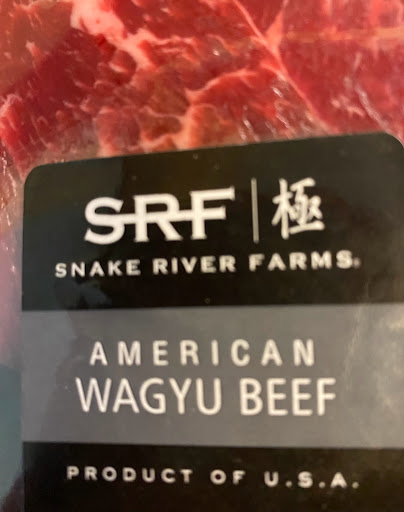 SRF | 極
SNAKE RIVER FARMS®
AMERICAN
WAGYU BEEF
PRODUCT OF U.S.A.